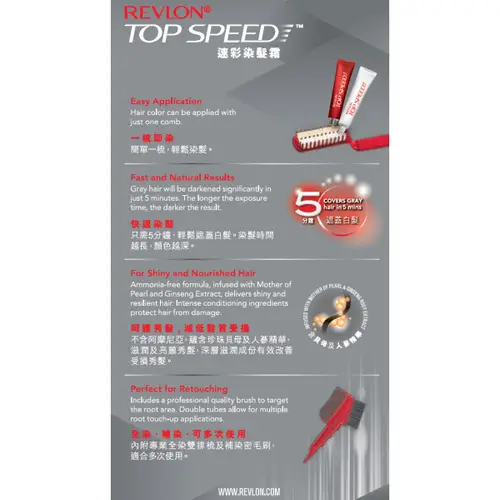 REVLON®
TOP SPEED™
速彩染髮霜
Easy Application
Hair color can be applied with
just one comb.
一梳即染
簡單一梳，輕鬆染髮。
REVLON
TOP SPEED
Fast and Natural Results
Gray hair will be darkened significantly in
just 5 minutes. The longer the exposure
time, the darker the result.
快速染髮
只需5分鐘，輕鬆遮蓋白髮。染髮時間
越長，顏色越深。
5
分鐘
COVERS GRAY
hair in 5 mins
遮蓋白髮
For Shiny and Nourished Hair
Ammonia-free formula, infused with Mother of
Pearl and Ginseng Extract, delivers shiny and
resilient hair. Intense conditioning ingredients
protect hair from damage.
呵護秀髮，減低髮質受損
不含阿摩尼亞，蘊含珍珠貝母及人蔘精華，
滋潤及亮麗秀髮，深層滋潤成份有效改善
受損秀髮。
INFUSED WITH MOTHER OF PEARL & GINSENG ROOT EXTRACT
Perfect for Retouching
Includes a professional quality brush to target
the root area. Double tubes allow for multiple
root touch-up applications.
全染，補染，可多次使用
內附專業全染雙排梳及補染密毛刷，
適合多次使用。
WWW.REVLON.COM